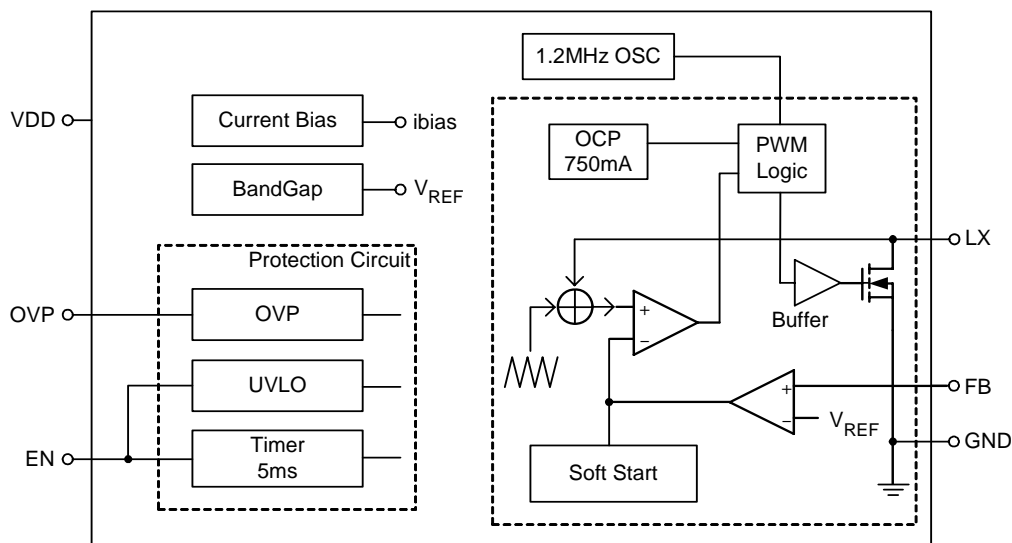 1.2MHz OSC
VDD
Current Bias
ibias
OCP
750mA
PWM
Logic
BandGap
VREF
LX
Protection Circuit
OVP
OVP
+
−
Buffer
UVLO
FB
+
−
VREF
GND
EN
Timer
5ms
Soft Start